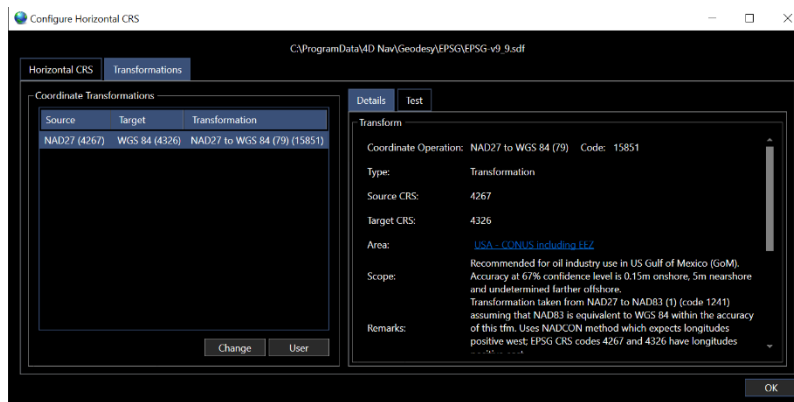 Configure Horizontal CRS
C:\ProgramData\4D Nav\Geodesy\EPSG\EPSG-v9_9.sdf
Horizontal CRS
Transformations
Coordinate Transformations
Source Target Transformation
NAD27 (4267) WGS 84 (4326) NAD27 to WGS 84 (79) (15851)
Change
User
Details
Test
Transform
Coordinate Operation: NAD27 to WGS 84 (79) Code: 15851
Type: Transformation
Source CRS: 4267
Target CRS: 4326
Area: USA - CONUS including EEZ
Scope:
Recommended for oil industry use in US Gulf of Mexico (GoM).
Accuracy at 67% confidence level is 0.15m onshore, 5m nearshore
and undetermined farther offshore.
Remarks:
Transformation taken from NAD27 to NAD83 (1) (code 1241)
assuming that NAD83 is equivalent to WGS 84 within the accuracy
of this tfm. Uses NADCON method which expects longitudes
positive west; EPSG CRS codes 4267 and 4326 have longitudes
OK